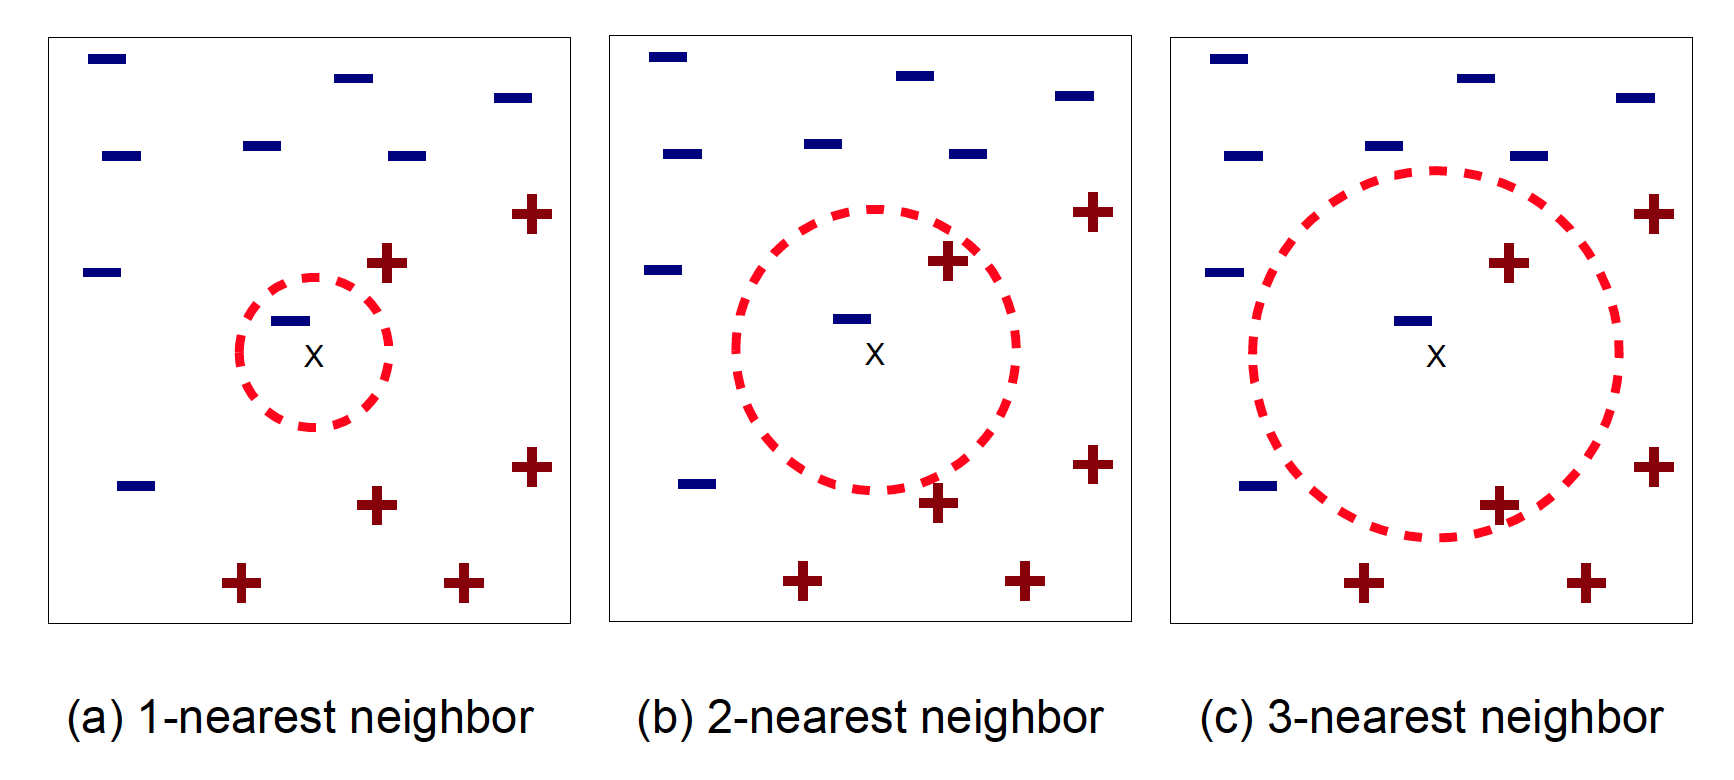 X
X
X
(a) 1-nearest neighbor
(b) 2-nearest neighbor
(c) 3-nearest neighbor